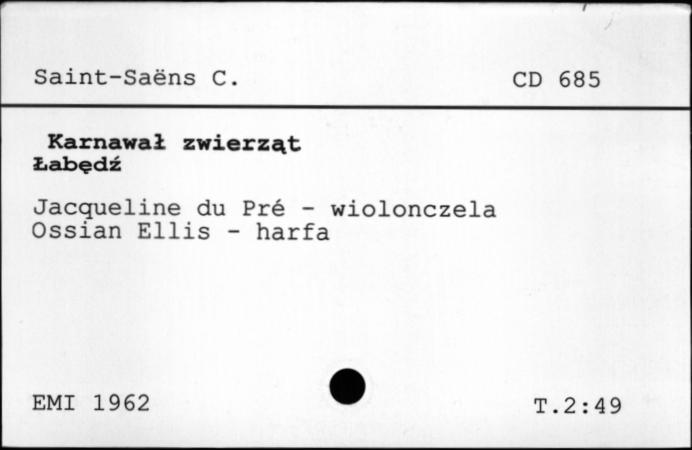 Saint-Saëns C.
CD 685
Karnawał zwierząt
Łabędź
Jacqueline du Pré - wiolonczela
Ossian Ellis - harfa
EMI 1962
T.2:49